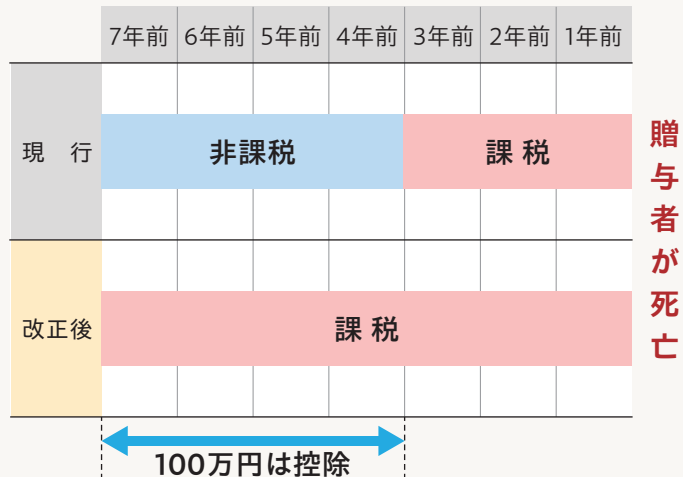 7年前 6年前 5年前 4年前 3年前 2年前 1年前
現 行
非課税 課税
改正後
課税
100万円は控除
贈与者が死亡